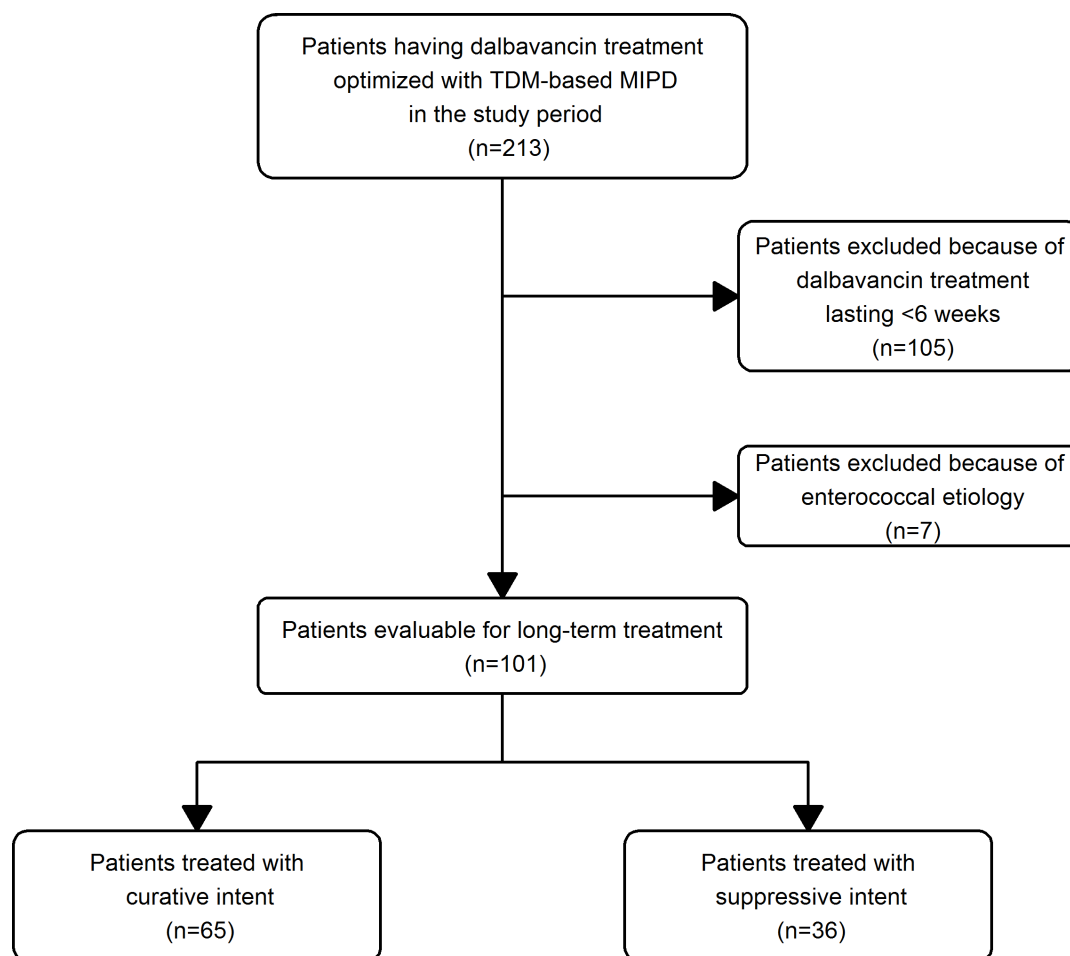 Patients having dalbavancin treatment
optimized with TDM-based MIPD
in the study period
(n=213)
Patients excluded because of
dalbavancin treatment
lasting <6 weeks
(n=105)
Patients excluded because of
enterococcal etiology
(n=7)
Patients evaluable for long-term treatment
(n=101)
Patients treated with
curative intent
(n=65)
Patients treated with
suppressive intent
(n=36)